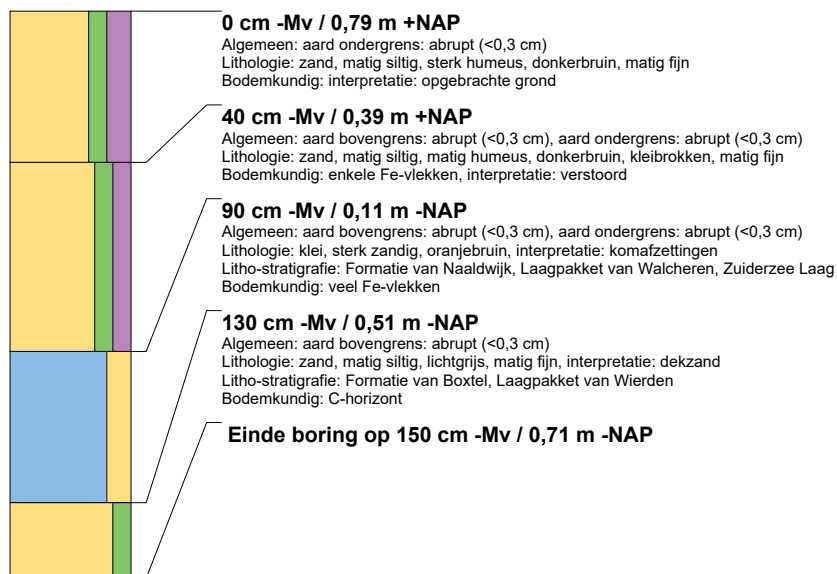 0 cm -Mv / 0,79 m +NAP
Algemeen: aard ondergrens: abrupt (<0,3 cm)
Lithologie: zand, matig siltig, sterk humeus, donkerbruin, matig fijn
Bodemkundig: interpretatie: opgebrachte grond
40 cm -Mv / 0,39 m +NAP
Algemeen: aard bovengrens: abrupt (<0,3 cm), aard ondergrens: abrupt (<0,3 cm)
Lithologie: zand, matig siltig, matig humeus, donkerbruin, kleibrokken, matig fijn
Bodemkundig: enkele Fe-vlekken, interpretatie: verstoord
90 cm -Mv / 0,11 m -NAP
Algemeen: aard bovengrens: abrupt (<0,3 cm), aard ondergrens: abrupt (<0,3 cm)
Lithologie: klei, sterk zandig, oranjebruin, interpretatie: komafzettingen
Litho-stratigrafie: Formatie van Naaldwijk, Laagpakket van Walcheren, Zuiderzee Laag
Bodemkundig: veel Fe-vlekken
130 cm -Mv / 0,51 m -NAP
Algemeen: aard bovengrens: abrupt (<0,3 cm)
Lithologie: zand, matig siltig, lichtgrijs, matig fijn, interpretatie: dekzand
Litho-stratigrafie: Formatie van Boxtel, Laagpakket van Wierden
Bodemkundig: C-horizont
Einde boring op 150 cm -Mv / 0,71 m -NAP